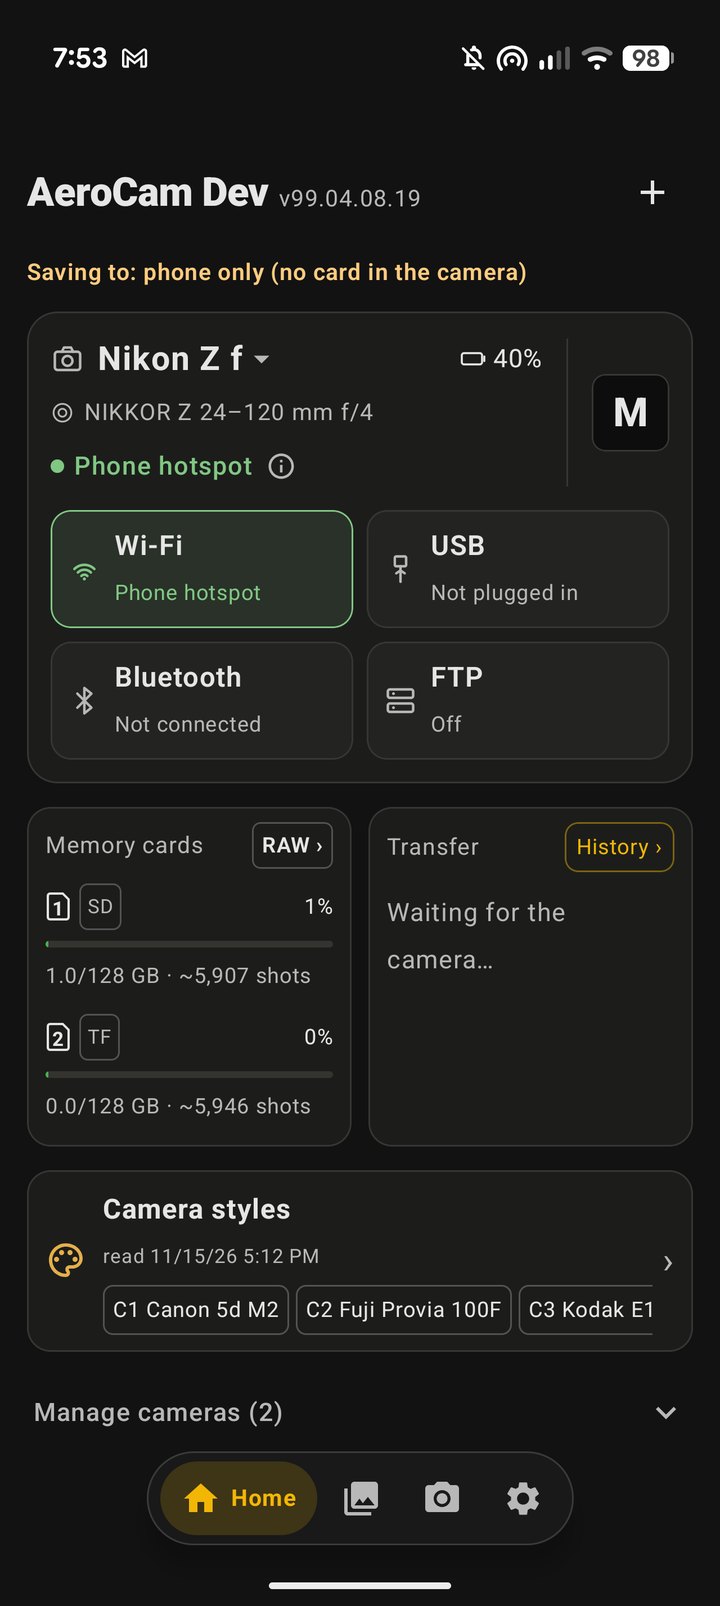 7:53
98
AeroCam Dev v99.04.08.19
+
Saving to: phone only (no card in the camera)
Nikon Z f
40%
M
NIKKOR Z 24–120 mm f/4
Phone hotspot
Wi-Fi
Phone hotspot
USB
Not plugged in
Bluetooth
Not connected
FTP
Off
Memory cards
RAW ›
1 SD 1%
1.0/128 GB · ~5,907 shots
2 TF 0%
0.0/128 GB · ~5,946 shots
Transfer
History ›
Waiting for the
camera…
Camera styles
read 11/15/26 5:12 PM
C1 Canon 5d M2
C2 Fuji Provia 100F
C3 Kodak E1
Manage cameras (2)
Home